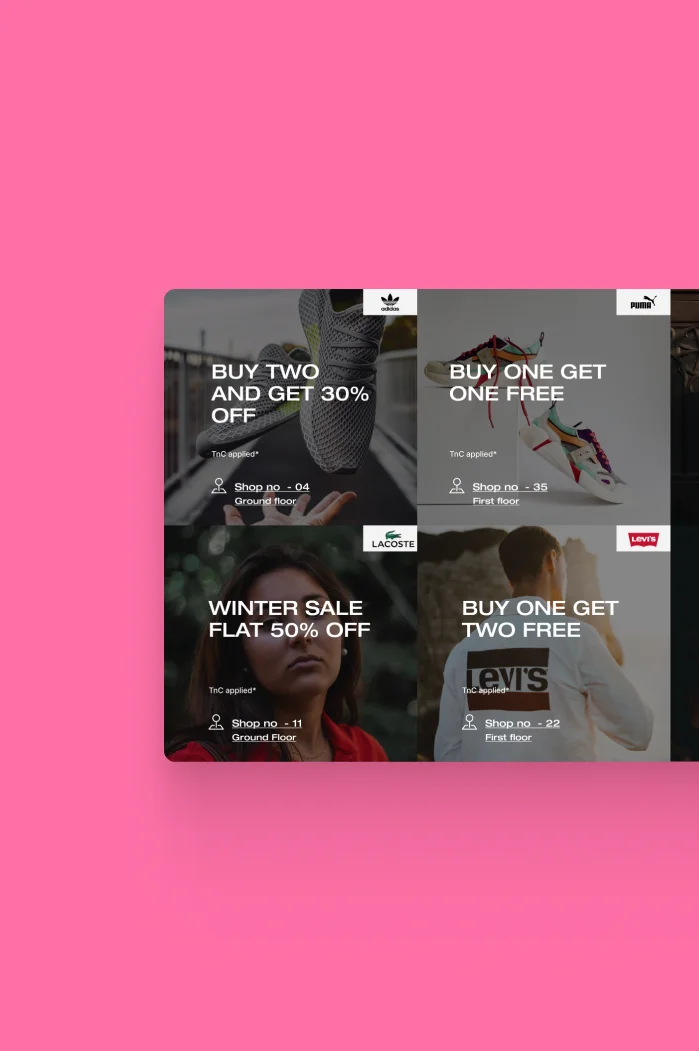 adidas
BUY TWO
AND GET 30%
OFF
TnC applied*
Shop no - 04
Ground floor
PUMA
BUY ONE GET
ONE FREE
TnC applied*
Shop no - 35
First floor
LACOSTE
WINTER SALE
FLAT 50% OFF
TnC applied*
Shop no - 11
Ground Floor
Levi's
BUY ONE GET
TWO FREE
Levi's
TnC applied*
Shop no - 22
First floor